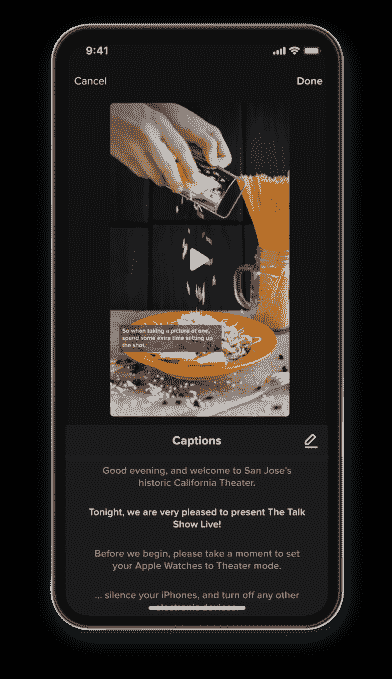 9:41
Cancel
Done
So when taking a picture at one,
spend some extra time setting up
the shot.
Captions
Good evening, and welcome to San Jose's
historic California Theater.
Tonight, we are very pleased to present The Talk
Show Live!
Before we begin, please take a moment to set
your Apple Watches to Theater mode.
... silence your iPhones, and turn off any other
electronic devices.